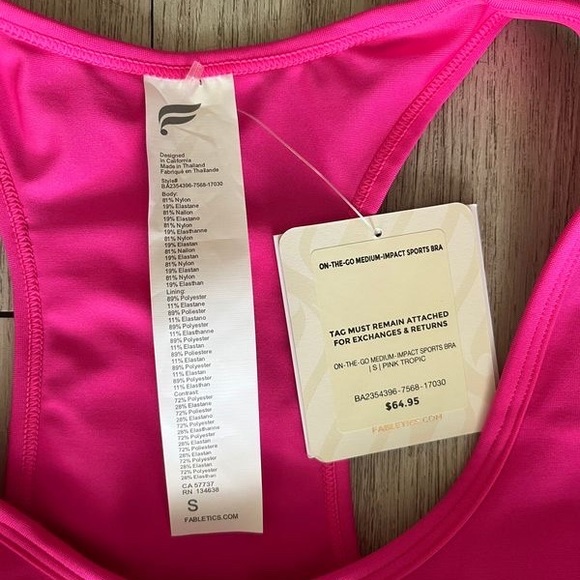 Designed
in California
Made in Thailand
Fabriqué en Thaïlande
Style#
BA2354396-7568-17030
Body:
81% Nylon
19% Elastane
81% Nailon
19% Elastano
81% Nylon
19% Elasthanne
81% Nylon
19% Elastan
81% Nailon
19% Elastan
81% Nylon
19% Elastan
81% Nylon
19% Elasthan
Lining:
89% Polyester
11% Elastane
89% Poliester
11% Elastano
89% Polyester
11% Elasthanne
89% Polyester
11% Elastan
89% Poliestere
11% Elastan
89% Polyester
11% Elastan
89% Polyester
11% Elasthan
Contrast:
72% Polyester
28% Elastane
72% Poliester
28% Elastano
72% Polyester
28% Elasthanne
72% Polyester
28% Elastan
72% Poliestere
28% Elastan
72% Polyester
28% Elastan
72% Polyester
28% Elasthan
CA 57737
RN 134638
S
FABLETICS.COM
ON-THE-GO MEDIUM-IMPACT SPORTS BRA
TAG MUST REMAIN ATTACHED
FOR EXCHANGES & RETURNS
ON-THE-GO MEDIUM-IMPACT SPORTS BRA
| S | PINK TROPIC
BA2354396-7568-17030
$64.95
FABLETICS.COM